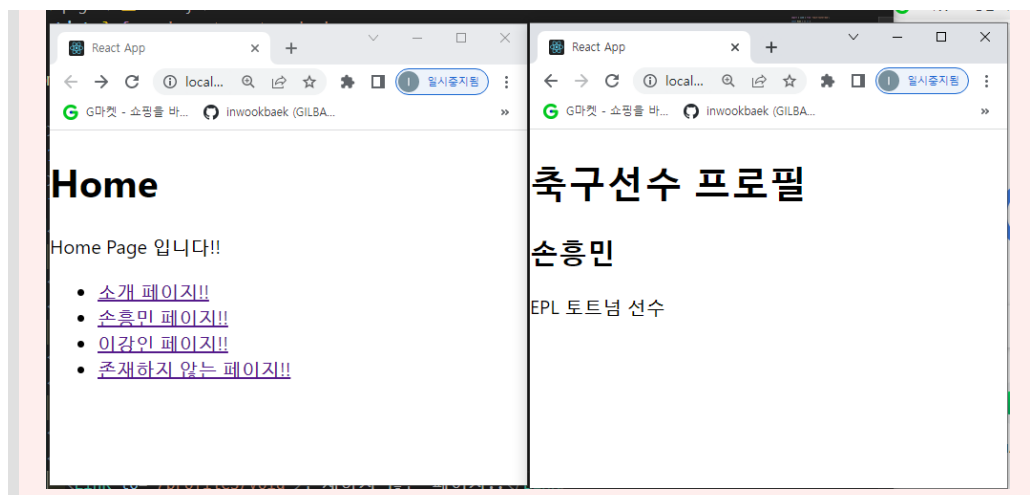 React App
local...
일시중지됨
G마켓 - 쇼핑을 바...
inwookbaek (GILBA...
Home
Home Page 입니다!!
소개 페이지!!
손흥민 페이지!!
이강인 페이지!!
존재하지 않는 페이지!!
React App
local...
일시중지됨
G마켓 - 쇼핑을 바...
inwookbaek (GILBA...
축구선수 프로필
손흥민
EPL 토트넘 선수